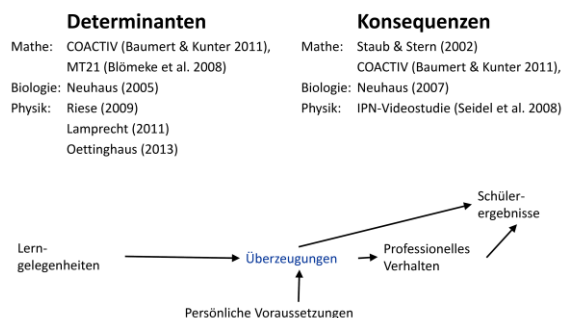 Determinanten
Mathe: COACTIV (Baumert & Kunter 2011),
MT21 (Blömeke et al. 2008)
Biologie: Neuhaus (2005)
Physik: Riese (2009)
Lamprecht (2011)
Oettinghaus (2013)
Konsequenzen
Mathe: Staub & Stern (2002)
COACTIV (Baumert & Kunter 2011),
Biologie: Neuhaus (2007)
Physik: IPN-Videostudie (Seidel et al. 2008)
Schüler-
ergebnisse
Lern-
gelegenheiten
Überzeugungen
Professionelles
Verhalten
Persönliche Voraussetzungen